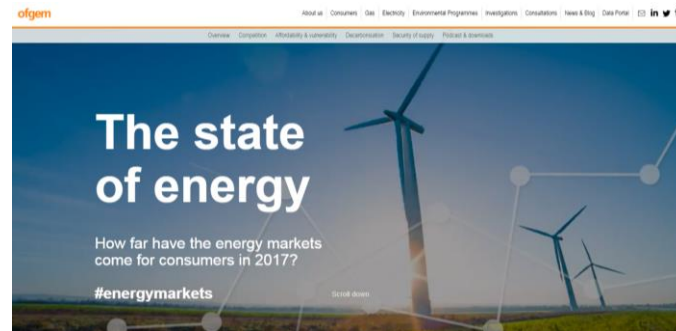 ofgem
About us Consumers Gas Electricity Environmental Programmes Investigations Consultations News & Blog Data Portal
Overview Competition Affordability & vulnerability Decarbonisation Security of supply Podcast & downloads
The state
of energy
How far have the energy markets
come for consumers in 2017?
#energymarkets
Scroll down